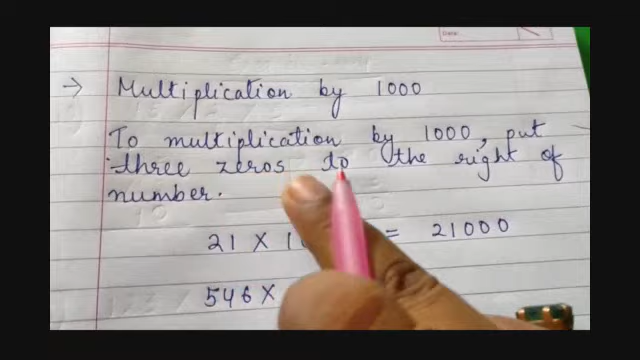 Date:
→ Multiplication by 1000
To multiplication by 1000, put
three zeros to the right of
number.
21 X 1 = 21000
546 X